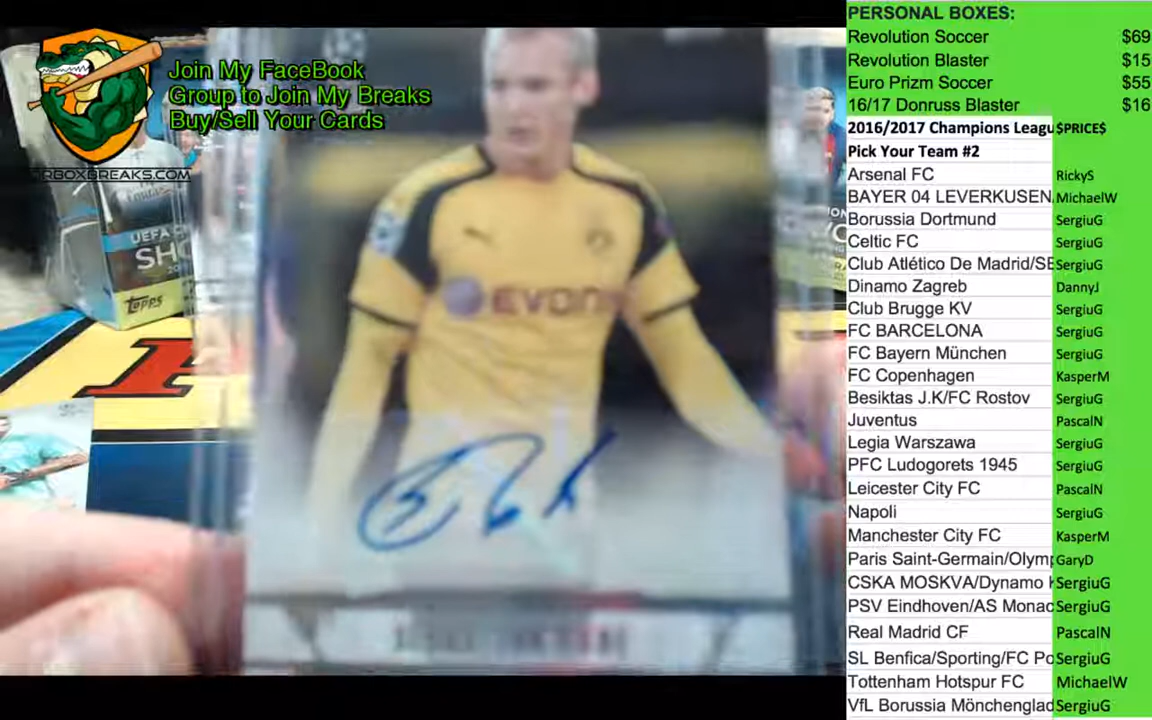 Join My FaceBook
Group to Join My Breaks
Buy/Sell Your Cards
RBOXBREAKS.COM
UEFA
SHO
Topps
EVON
PERSONAL BOXES:
Revolution Soccer $69
Revolution Blaster $15
Euro Prizm Soccer $55
16/17 Donruss Blaster $16
2016/2017 Champions Leagu $PRICE$
Pick Your Team #2
Arsenal FC RickyS
BAYER 04 LEVERKUSEN MichaelW
Borussia Dortmund SergiuG
Celtic FC SergiuG
Club Atlético De Madrid/SE SergiuG
Dinamo Zagreb DannyJ
Club Brugge KV SergiuG
FC BARCELONA SergiuG
FC Bayern München SergiuG
FC Copenhagen KasperM
Besiktas J.K/FC Rostov SergiuG
Juventus PascalN
Legia Warszawa SergiuG
PFC Ludogorets 1945 SergiuG
Leicester City FC PascalN
Napoli SergiuG
Manchester City FC KasperM
Paris Saint-Germain/Olymp GaryD
CSKA MOSKVA/Dynamo K SergiuG
PSV Eindhoven/AS Monac SergiuG
Real Madrid CF PascalN
SL Benfica/Sporting/FC Po SergiuG
Tottenham Hotspur FC MichaelW
VfL Borussia Mönchenglad SergiuG